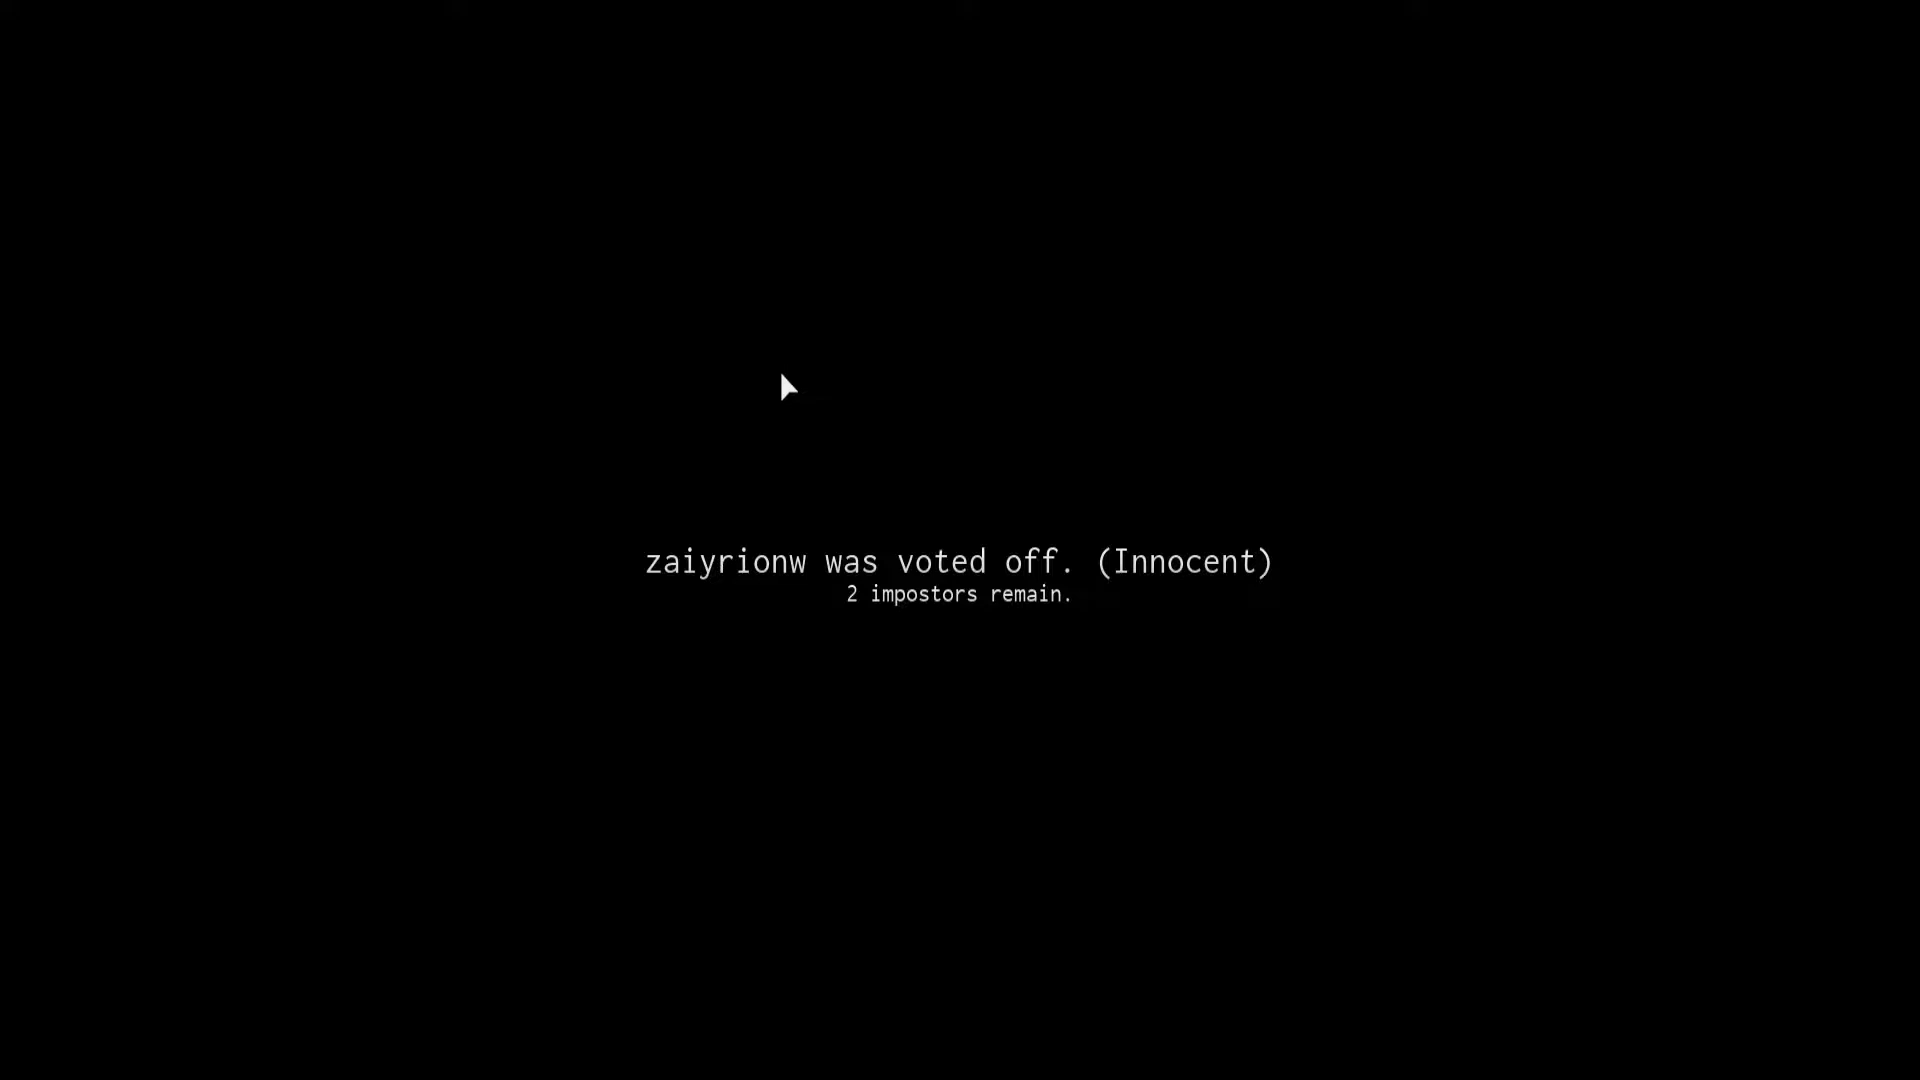 zaiyrionw was voted off. (Innocent)
2 impostors remain.